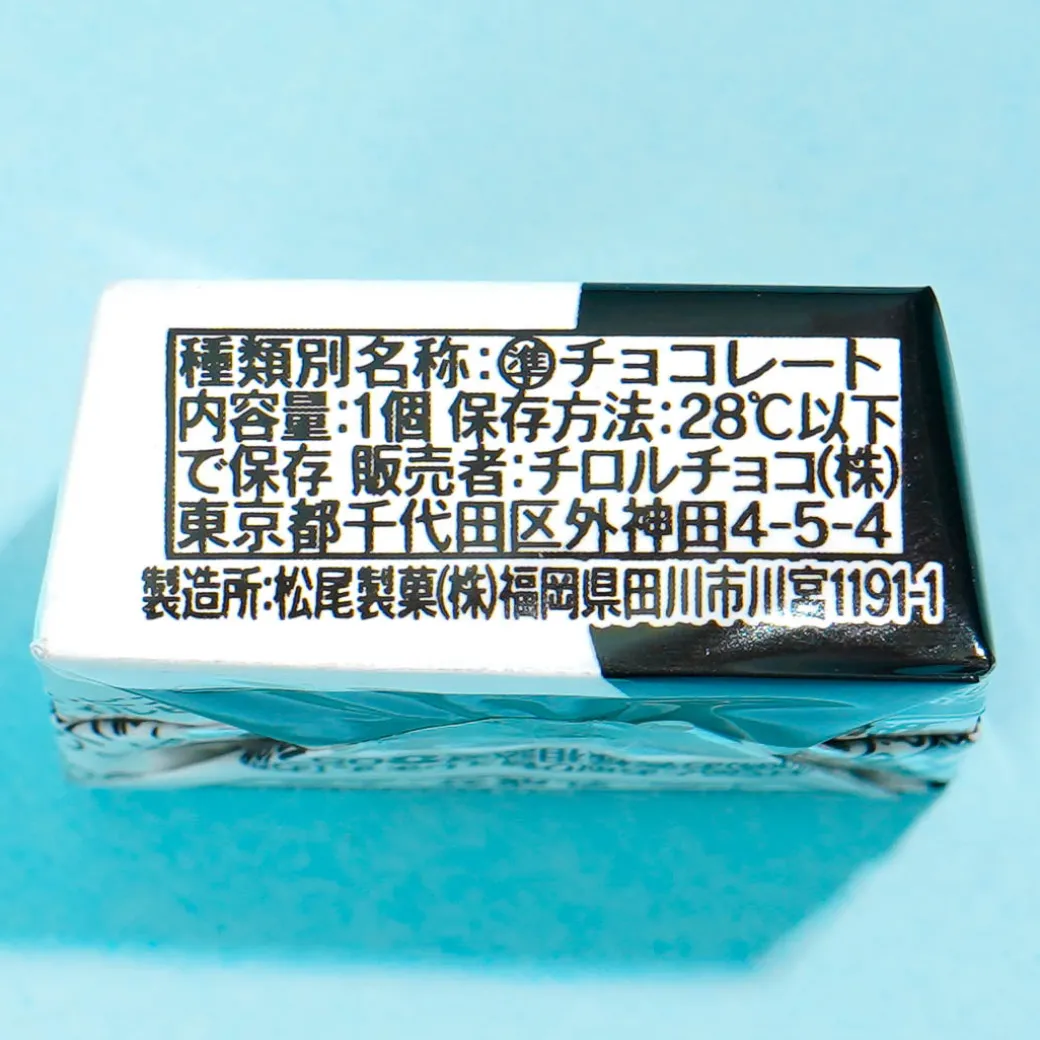 種類別名称:㊜チョコレート
内容量:1個 保存方法:28℃以下
で保存 販売者:チロルチョコ(株)
東京都千代田区外神田4-5-4
製造所:松尾製菓(株)福岡県田川市川宮1191-1